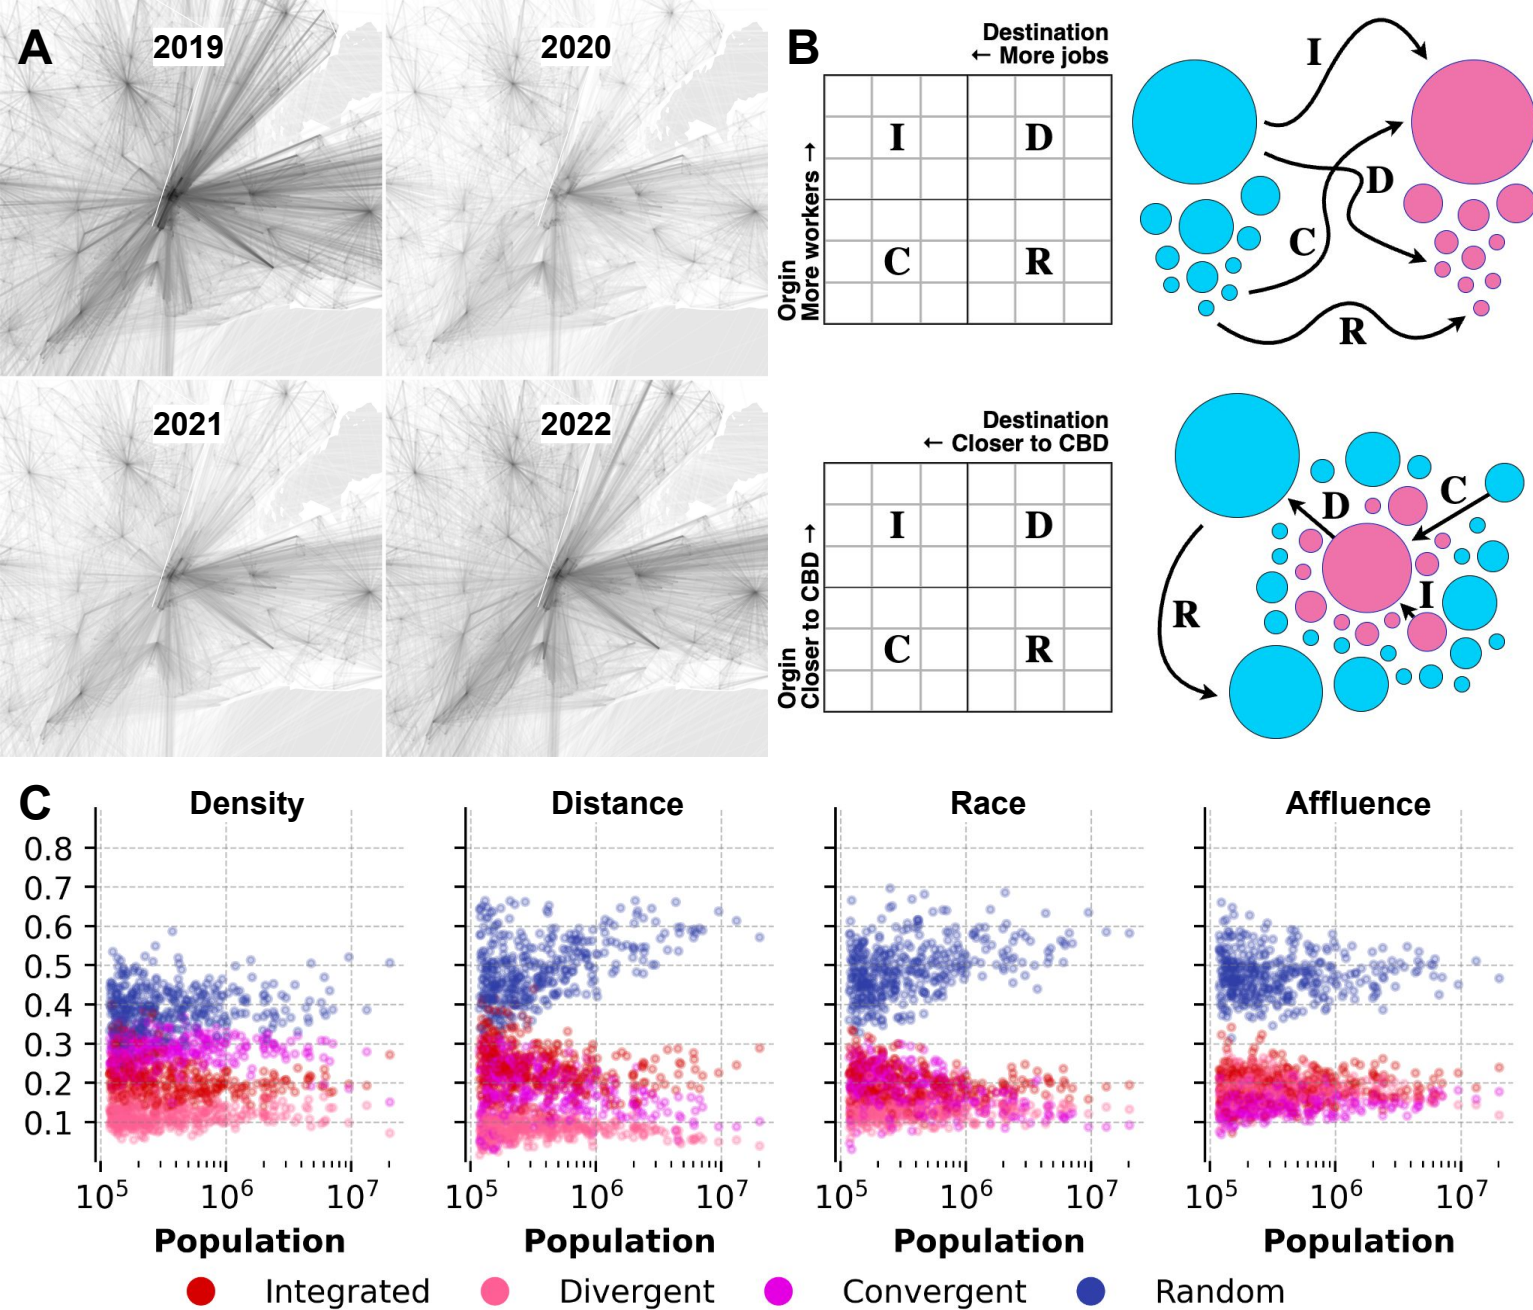 A
2019
2020
2021
2022
B
Destination
← More jobs
Orgin
More workers →
I
D
C
R
I
D
C
R
Destination
← Closer to CBD
Orgin
Closer to CBD →
I
D
C
R
D
C
I
R
C
Density
Distance
Race
Affluence
0.8
0.7
0.6
0.5
0.4
0.3
0.2
0.1
10⁵ 10⁶ 10⁷
10⁵ 10⁶ 10⁷
10⁵ 10⁶ 10⁷
10⁵ 10⁶ 10⁷
Population
Population
Population
Population
Integrated Divergent Convergent Random